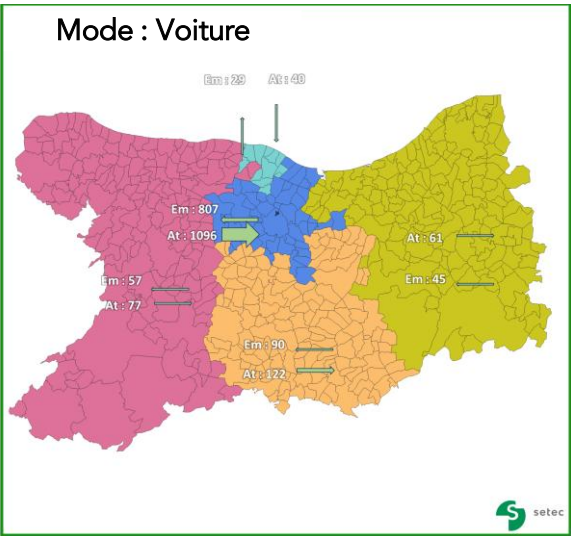 Mode : Voiture
Em : 29
At : 40
Em : 807
At : 1096
At : 61
Em : 57
Em : 45
At : 77
Em : 90
At : 122
setec